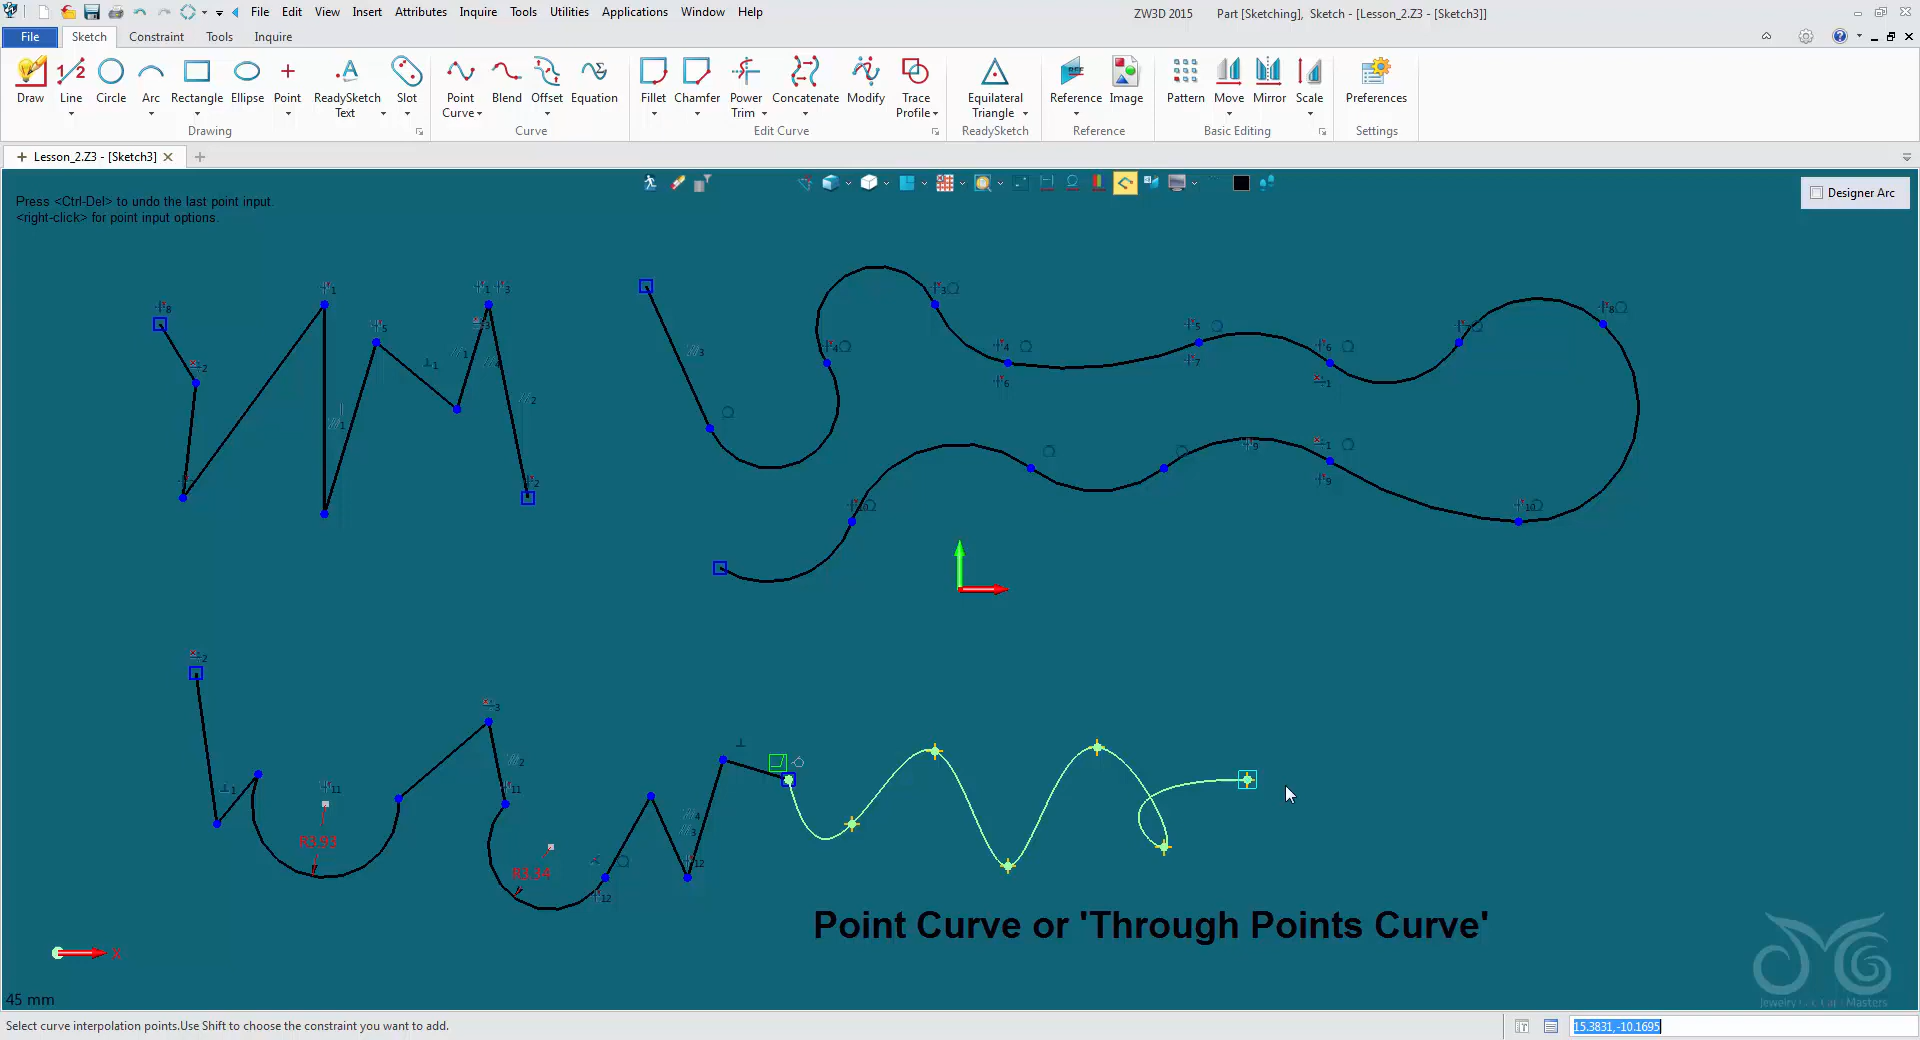 File Edit View Insert Attributes Inquire Tools Utilities Applications Window Help
ZW3D 2015 Part [Sketching], Sketch - [Lesson_2.Z3 - [Sketch3]]
File Sketch Constraint Tools Inquire
Draw Line Circle Arc Rectangle Ellipse Point ReadySketch Text Slot
Drawing
Point Curve Blend Offset Equation
Curve
Fillet Chamfer Power Trim Concatenate Modify Trace Profile
Edit Curve
Equilateral Triangle
ReadySketch
Reference Image
Reference
Pattern Move Mirror Scale
Basic Editing
Preferences
Settings
Lesson_2.Z3 - [Sketch3]
Press <Ctrl-Del> to undo the last point input.
<right-click> for point input options.
Designer Arc
R3.93
R3.34
Point Curve or 'Through Points Curve'
X
45 mm
Select curve interpolation points.Use Shift to choose the constraint you want to add.
15.3831,-10.1695